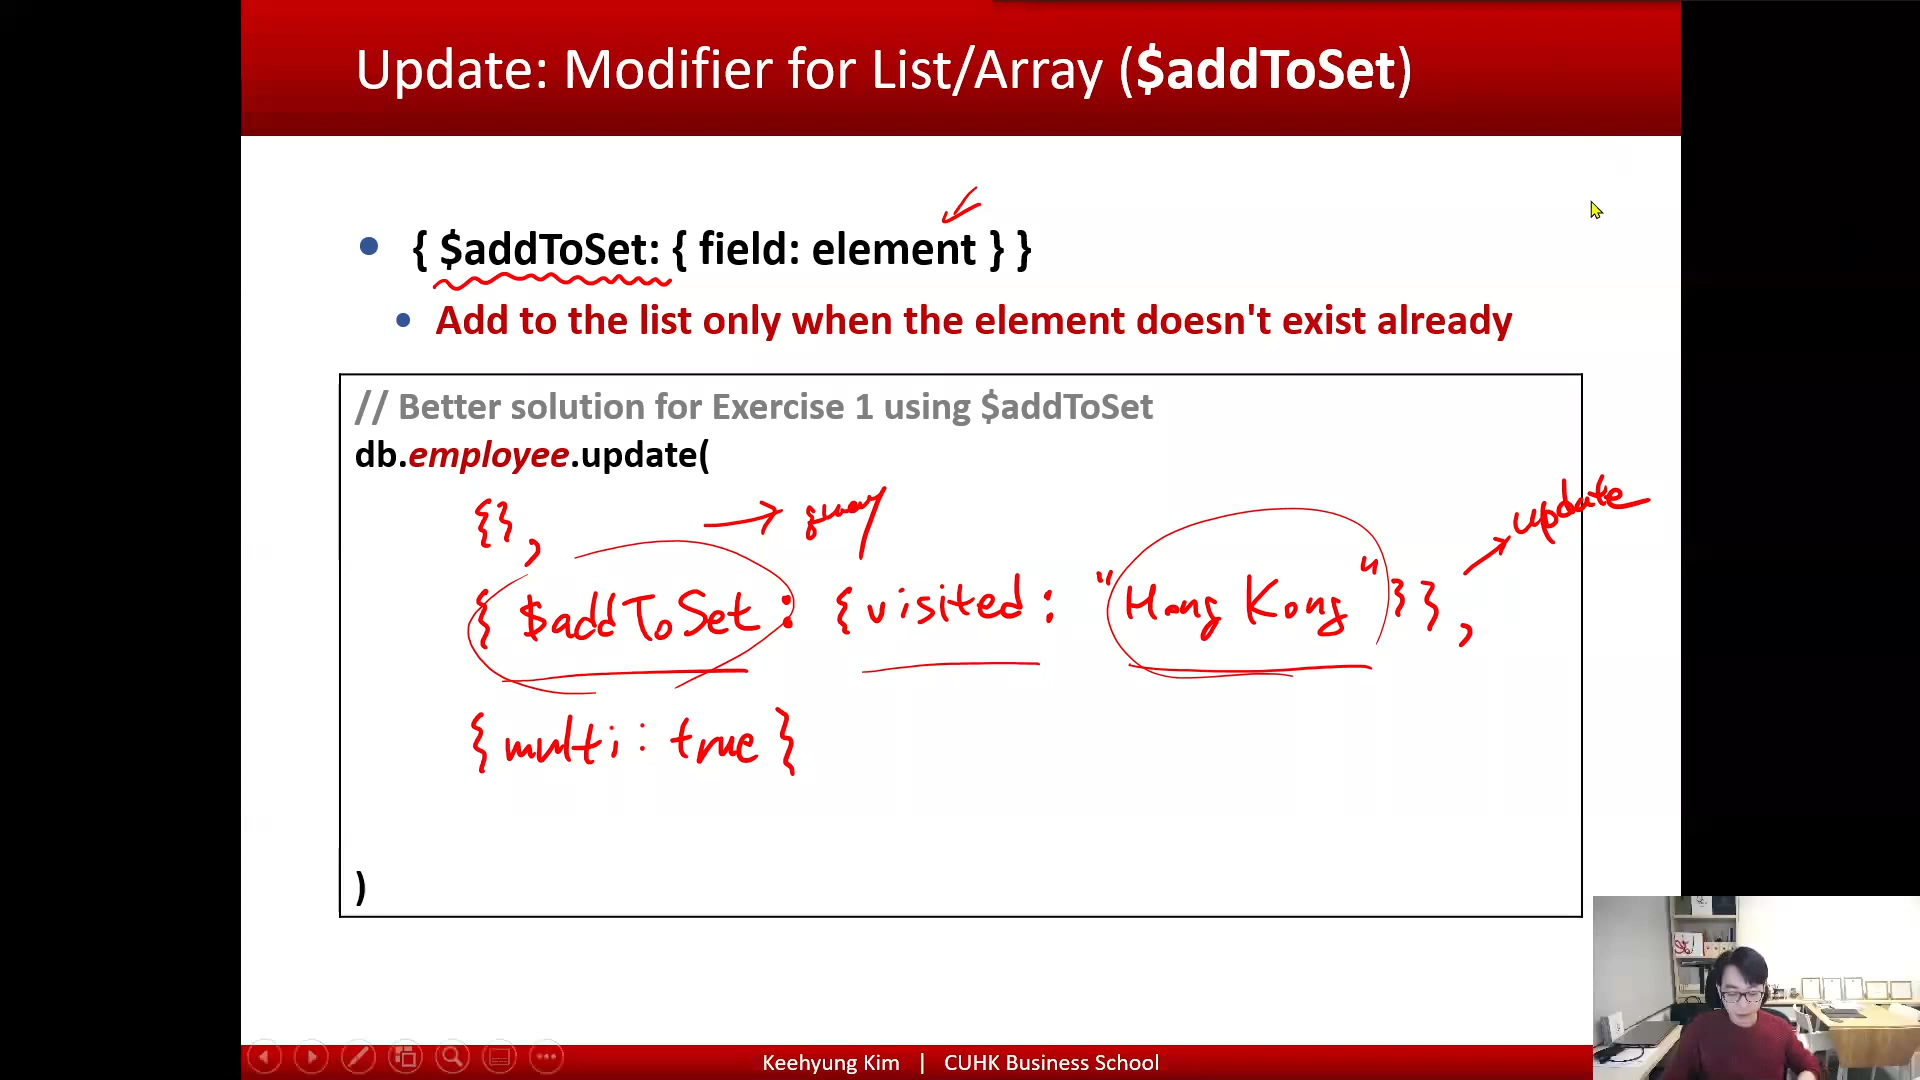 Update: Modifier for List/Array ($addToSet)
• { $addToSet: { field: element } }
• Add to the list only when the element doesn't exist already
// Better solution for Exercise 1 using $addToSet
db.employee.update(
{}, → query
{ $addToSet: {visited: "Hong Kong"}}, → update
{multi: true}
)
Keehyung Kim | CUHK Business School